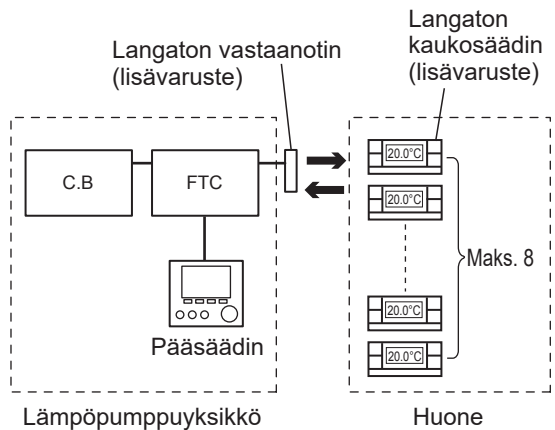 Langaton vastaanotin
(lisävaruste)
Langaton
kaukosäädin
(lisävaruste)
C.B
FTC
Pääsäädin
20.0°C
20.0°C
20.0°C
20.0°C
Maks. 8
Lämpöpumppuyksikkö
Huone